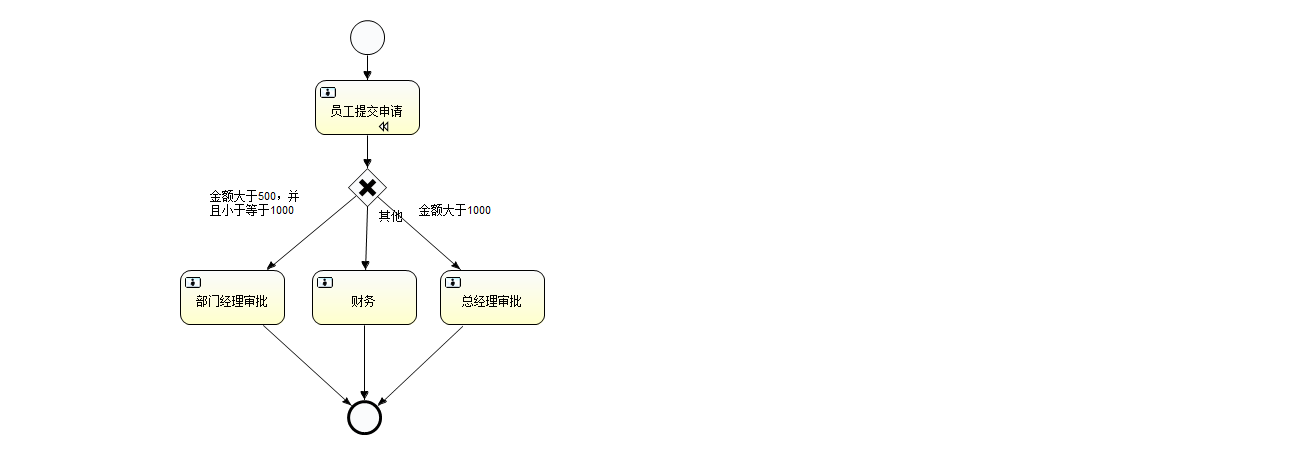 员工提交申请
金额大于500，并
且小于等于1000
其他
金额大于1000
部门经理审批
财务
总经理审批